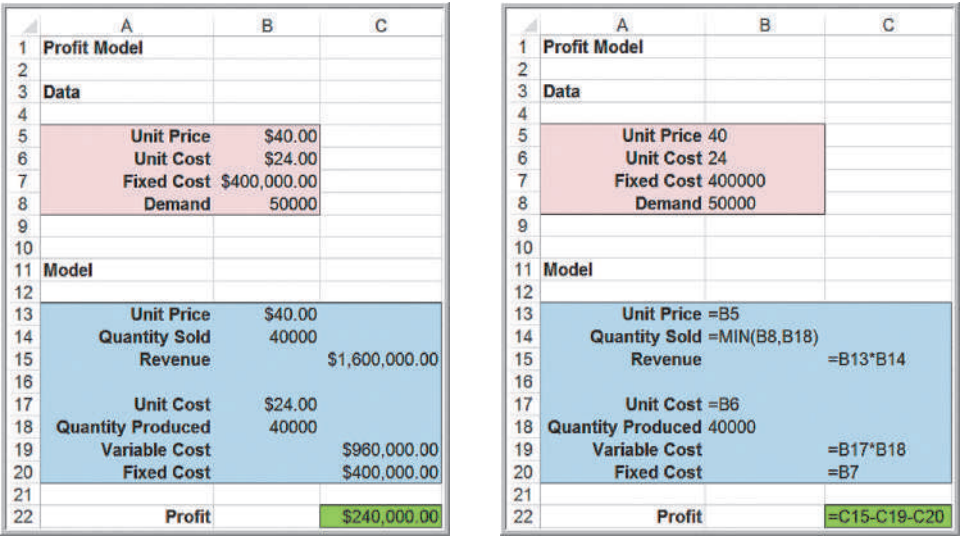 A B C
1 Profit Model
2
3 Data
4
5 Unit Price $40.00
6 Unit Cost $24.00
7 Fixed Cost $400,000.00
8 Demand 50000
9
10
11 Model
12
13 Unit Price $40.00
14 Quantity Sold 40000
15 Revenue $1,600,000.00
16
17 Unit Cost $24.00
18 Quantity Produced 40000
19 Variable Cost $960,000.00
20 Fixed Cost $400,000.00
21
22 Profit $240,000.00
A B C
1 Profit Model
2
3 Data
4
5 Unit Price 40
6 Unit Cost 24
7 Fixed Cost 400000
8 Demand 50000
9
10
11 Model
12
13 Unit Price =B5
14 Quantity Sold =MIN(B8,B18)
15 Revenue =B13*B14
16
17 Unit Cost =B6
18 Quantity Produced 40000
19 Variable Cost =B17*B18
20 Fixed Cost =B7
21
22 Profit =C15-C19-C20